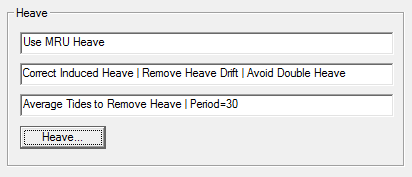 Heave
Use MRU Heave
Correct Induced Heave | Remove Heave Drift | Avoid Double Heave
Average Tides to Remove Heave | Period=30
Heave...